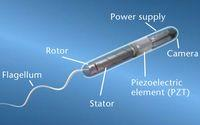 Power supply
Rotor
Camera
Flagellum
Piezoelectric
element (PZT)
Stator